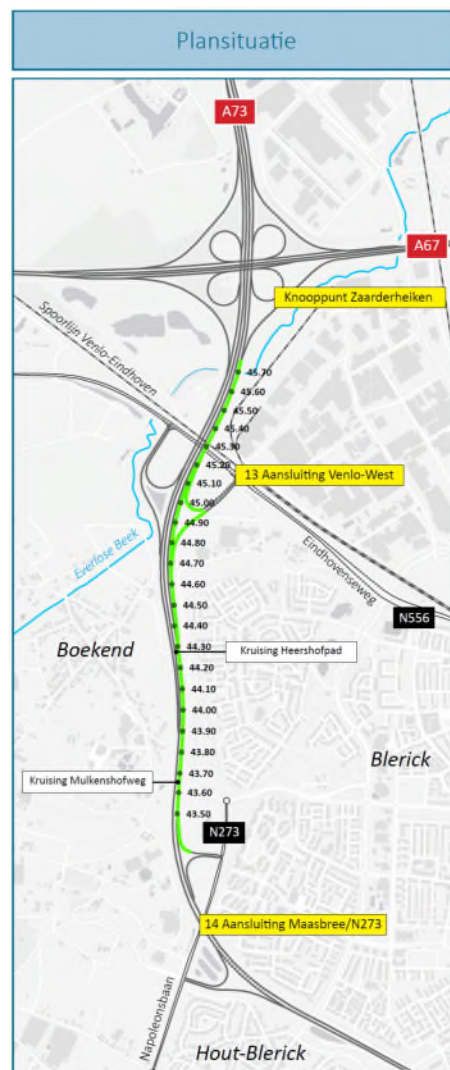 Plansituatie
A73
A67
Knooppunt Zaarderheiken
Spoorlijn Venlo-Eindhoven
45.70
45.60
45.50
45.40
45.30
45.20
13 Aansluiting Venlo-West
45.10
45.00
44.90
44.80
Eindhovenseweg
Everlose Beek
44.70
44.60
44.50
N556
44.40
44.30
Boekend
Kruising Heershofpad
44.20
44.10
44.00
43.90
43.80
Blerick
43.70
Kruising Mulkenshofweg
43.60
43.50
N273
14 Aansluiting Maasbree/N273
Napoleonsbaan
Hout-Blerick